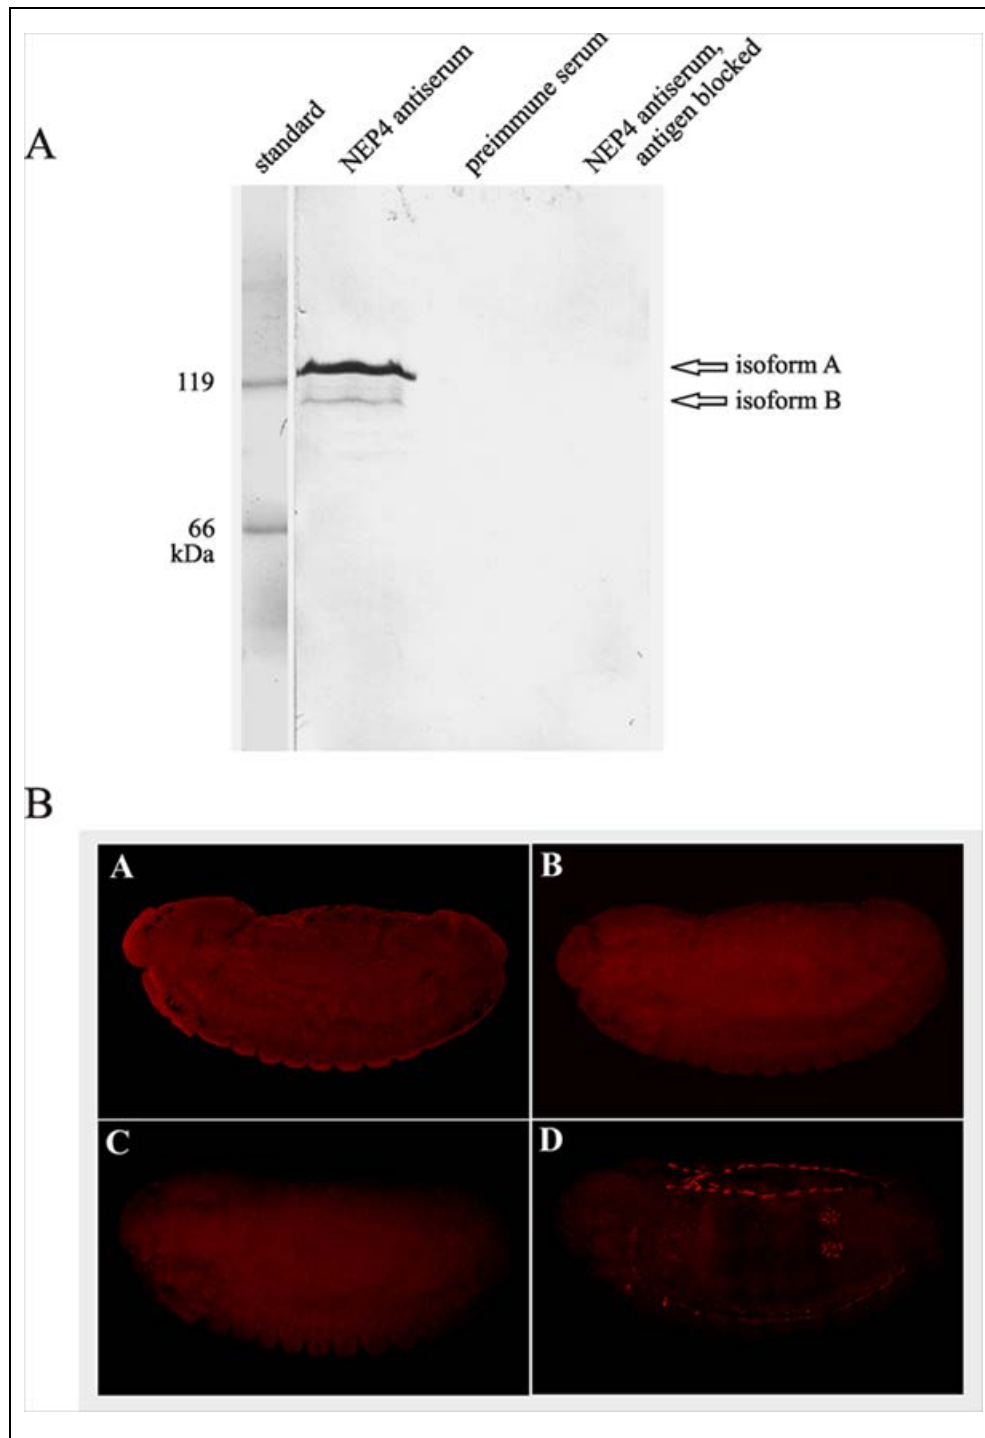 A
standard
NEP4 antiserum
preimmune serum
NEP4 antiserum,
antigen blocked
119
66
kDa
isoform A
isoform B
B
A
B
C
D